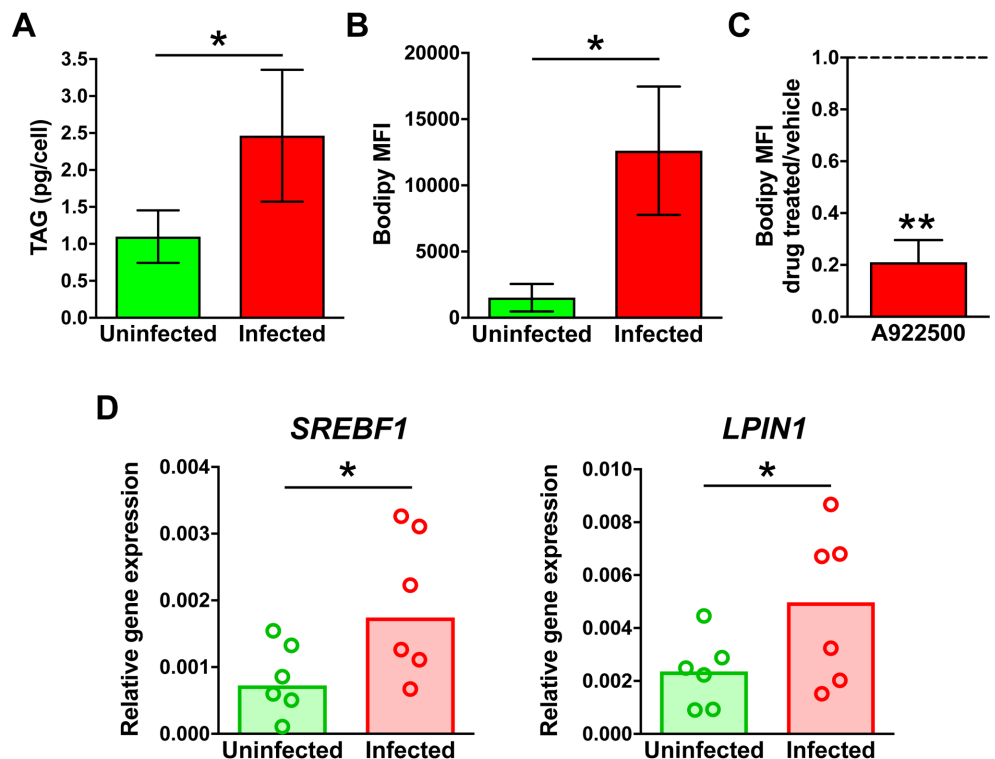 A
*
TAG (pg/cell)
3.5
3.0
2.5
2.0
1.5
1.0
0.5
0.0
Uninfected Infected
B
*
Bodipy MFI
20000
15000
10000
5000
0
Uninfected Infected
C
Bodipy MFI
drug treated/vehicle
1.0
0.8
0.6
0.4
0.2
0.0
**
A922500
D
SREBF1
*
Relative gene expression
0.004
0.003
0.002
0.001
0.000
Uninfected Infected
LPIN1
*
Relative gene expression
0.010
0.008
0.006
0.004
0.002
0.000
Uninfected Infected